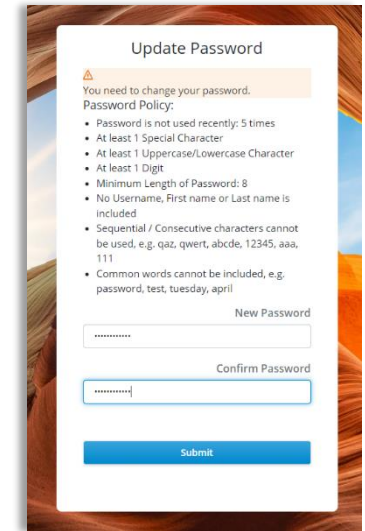 Update Password
You need to change your password.
Password Policy:
• Password is not used recently: 5 times
• At least 1 Special Character
• At least 1 Uppercase/Lowercase Character
• At least 1 Digit
• Minimum Length of Password: 8
• No Username, First name or Last name is
included
• Sequential / Consecutive characters cannot
be used, e.g. qaz, qwert, abcde, 12345, aaa,
111
• Common words cannot be included, e.g.
password, test, tuesday, april
New Password
••••••••••••
Confirm Password
••••••••••••
Submit